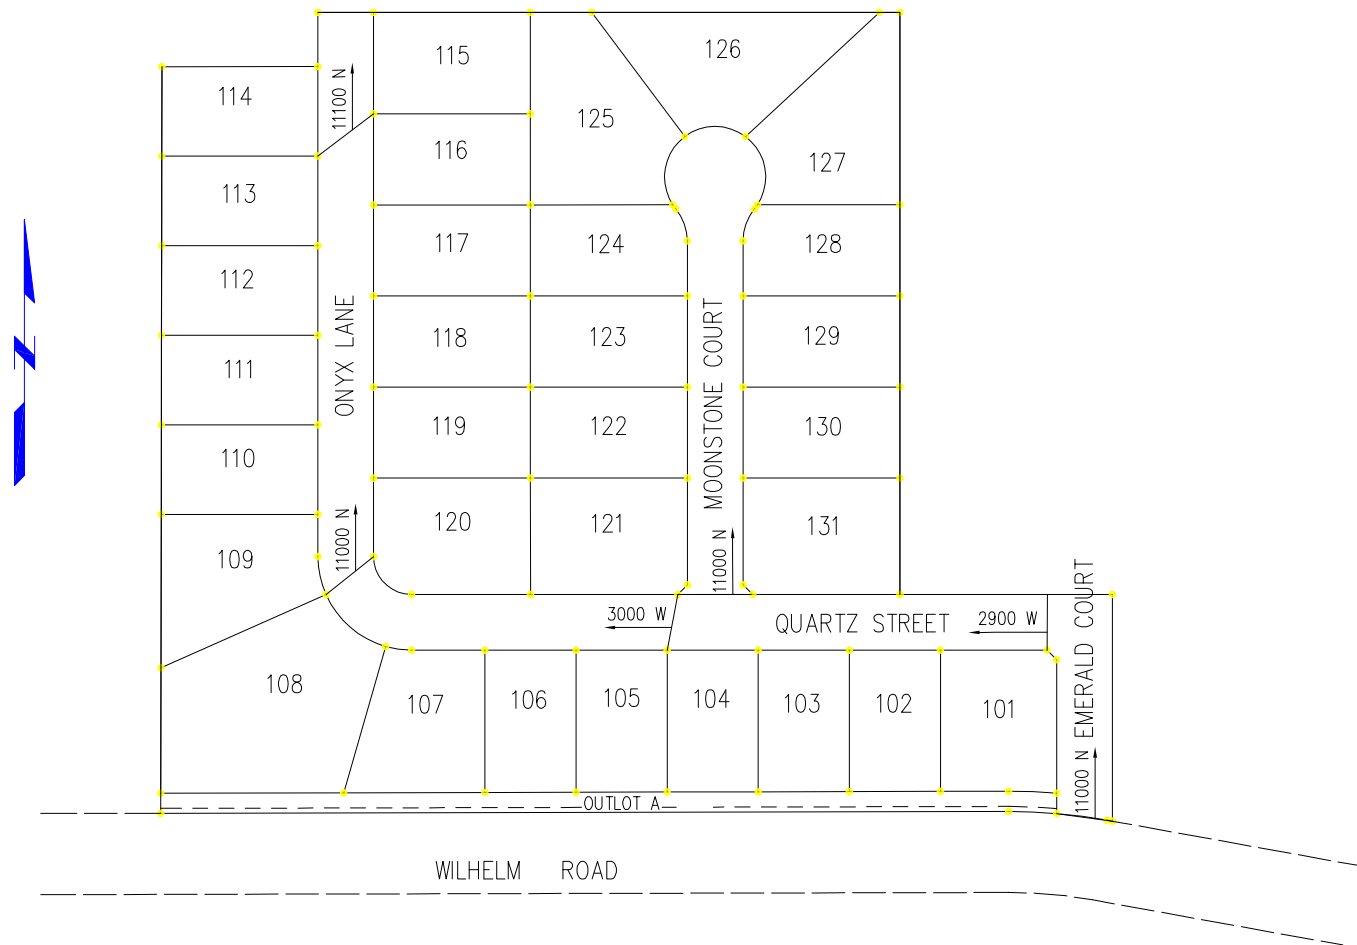 115
126
114
11100 N
125
116
127
113
117
124
128
112
N
ONYX LANE
118
123
MOONSTONE COURT
129
111
119
122
130
110
120
121
131
11000 N
11000 N
109
EMERALD COURT
3000 W
QUARTZ STREET
2900 W
108
107
106
105
104
103
102
101
11000 N
OUTLOT A
WILHELM ROAD